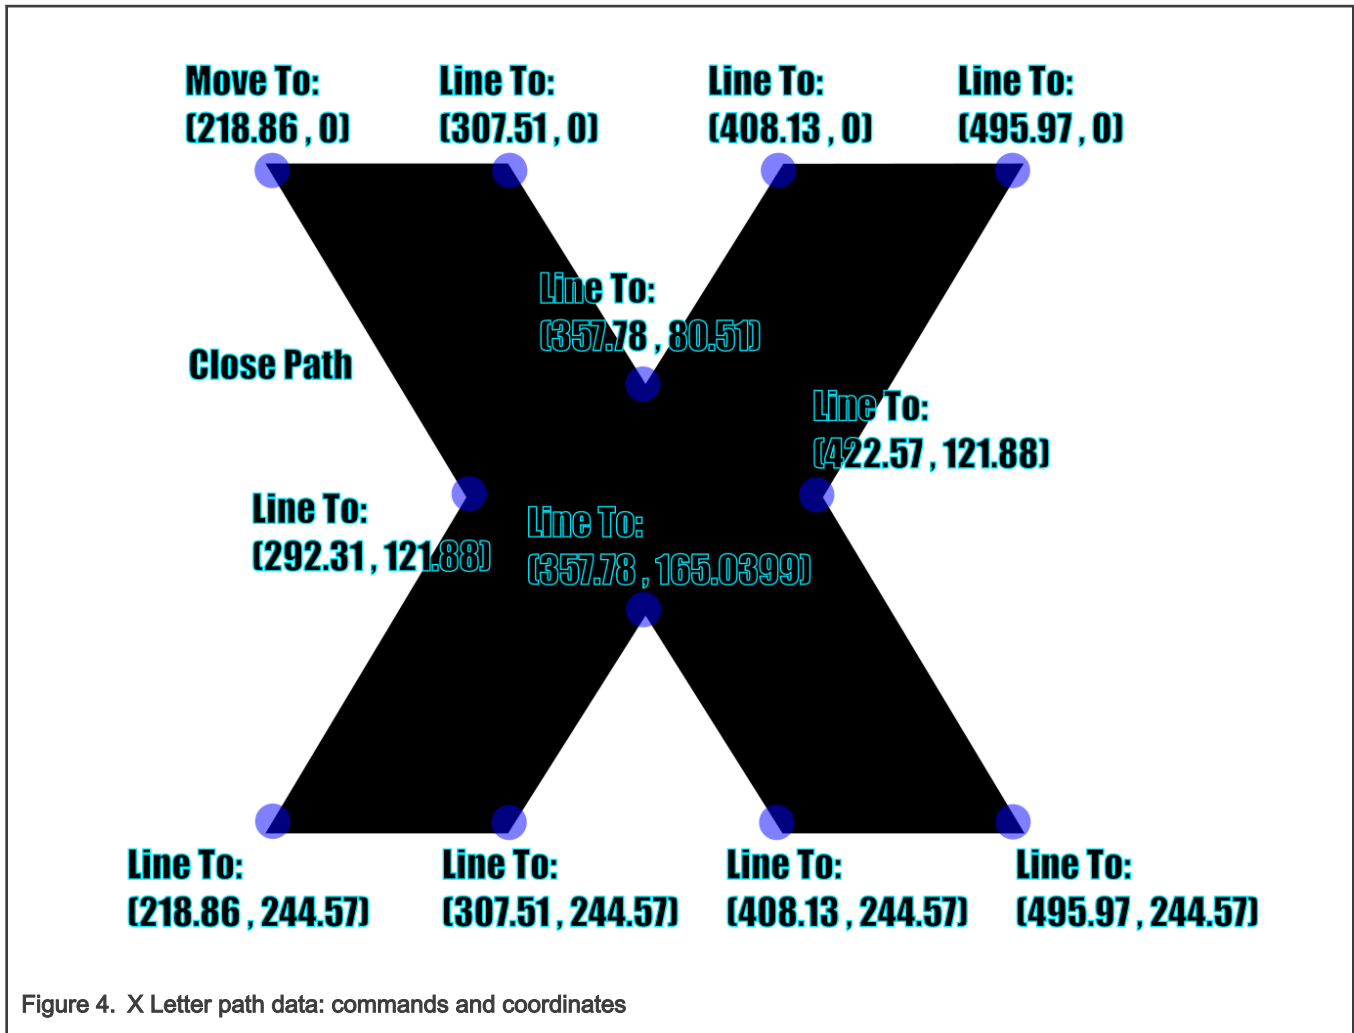 Move To:
(218.86 , 0)
Line To:
(307.51 , 0)
Line To:
(408.13 , 0)
Line To:
(495.97 , 0)
Line To:
(357.78 , 80.51)
Close Path
Line To:
(422.57 , 121.88)
Line To:
(292.31 , 121.88)
Line To:
(357.78 , 165.0399)
Line To:
(218.86 , 244.57)
Line To:
(307.51 , 244.57)
Line To:
(408.13 , 244.57)
Line To:
(495.97 , 244.57)
Figure 4. X Letter path data: commands and coordinates